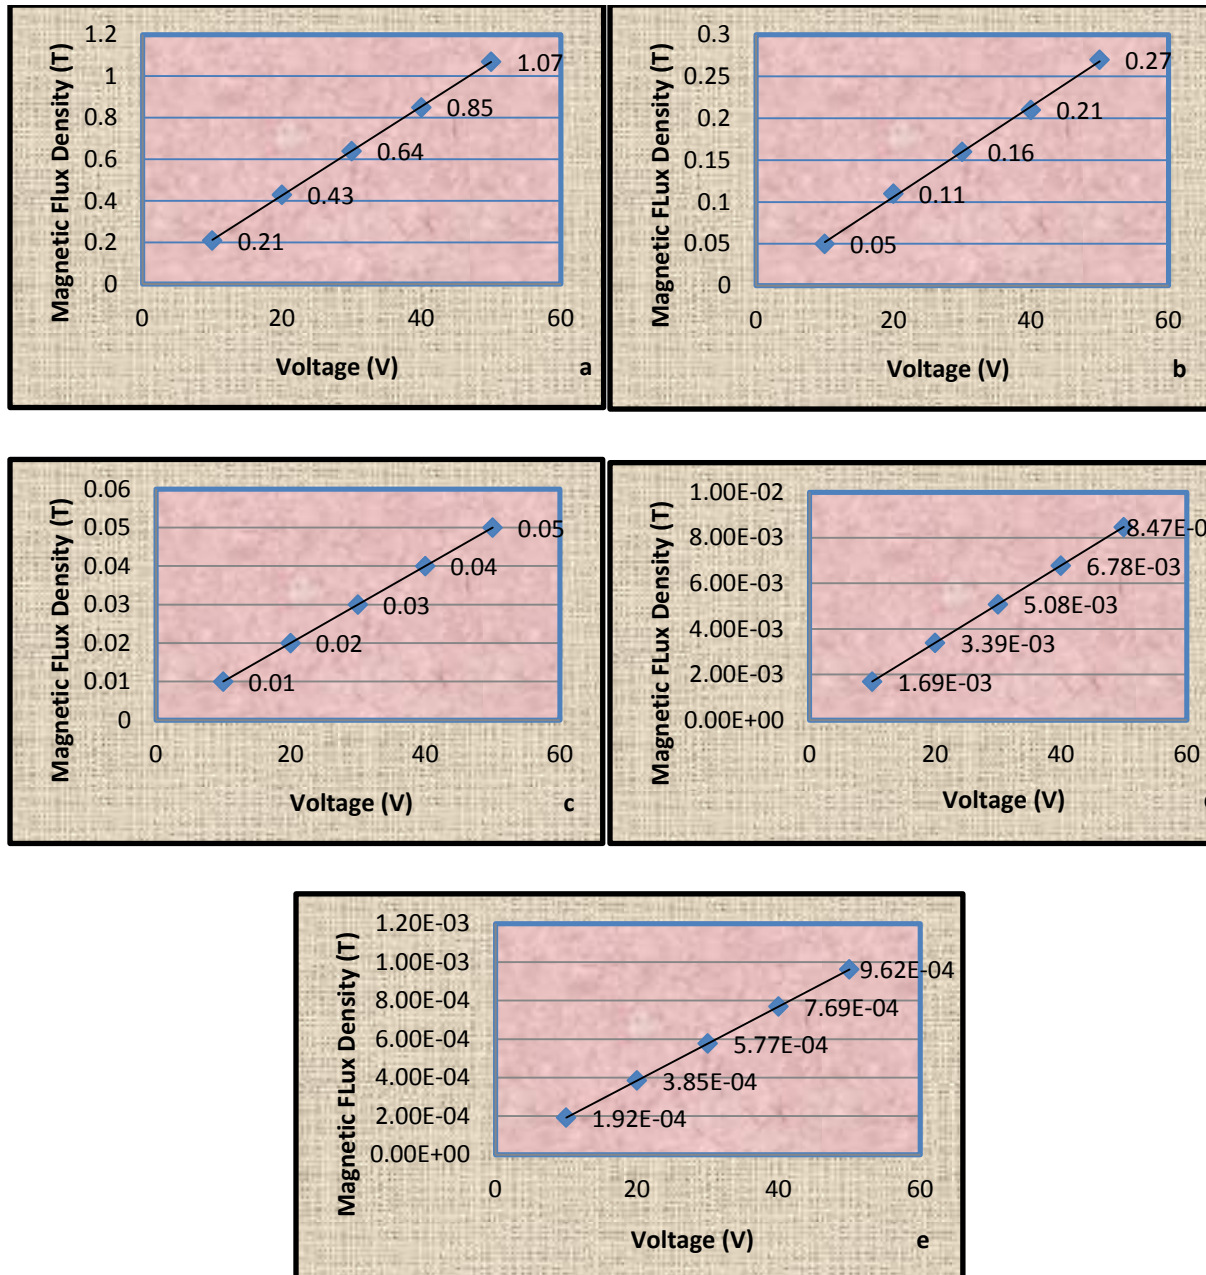 Magnetic Flux Density (T)
1.2
1
0.8
0.6
0.4
0.2
0
1.07
0.85
0.64
0.43
0.21
0 20 40 60
Voltage (V)
a
Magnetic FLux Density (T)
0.3
0.25
0.2
0.15
0.1
0.05
0
0.27
0.21
0.16
0.11
0.05
0 20 40 60
Voltage (V)
b
Magnetic FLux Density (T)
0.06
0.05
0.04
0.03
0.02
0.01
0
0.05
0.04
0.03
0.02
0.01
0 20 40 60
Voltage (V)
c
Magnetic FLux Density (T)
1.00E-02
8.00E-03
6.00E-03
4.00E-03
2.00E-03
0.00E+00
8.47E-0
6.78E-03
5.08E-03
3.39E-03
1.69E-03
0 20 40 60
Voltage (V)
Magnetic FLux Density (T)
1.20E-03
1.00E-03
8.00E-04
6.00E-04
4.00E-04
2.00E-04
0.00E+00
9.62E-04
7.69E-04
5.77E-04
3.85E-04
1.92E-04
0 20 40 60
Voltage (V)
e